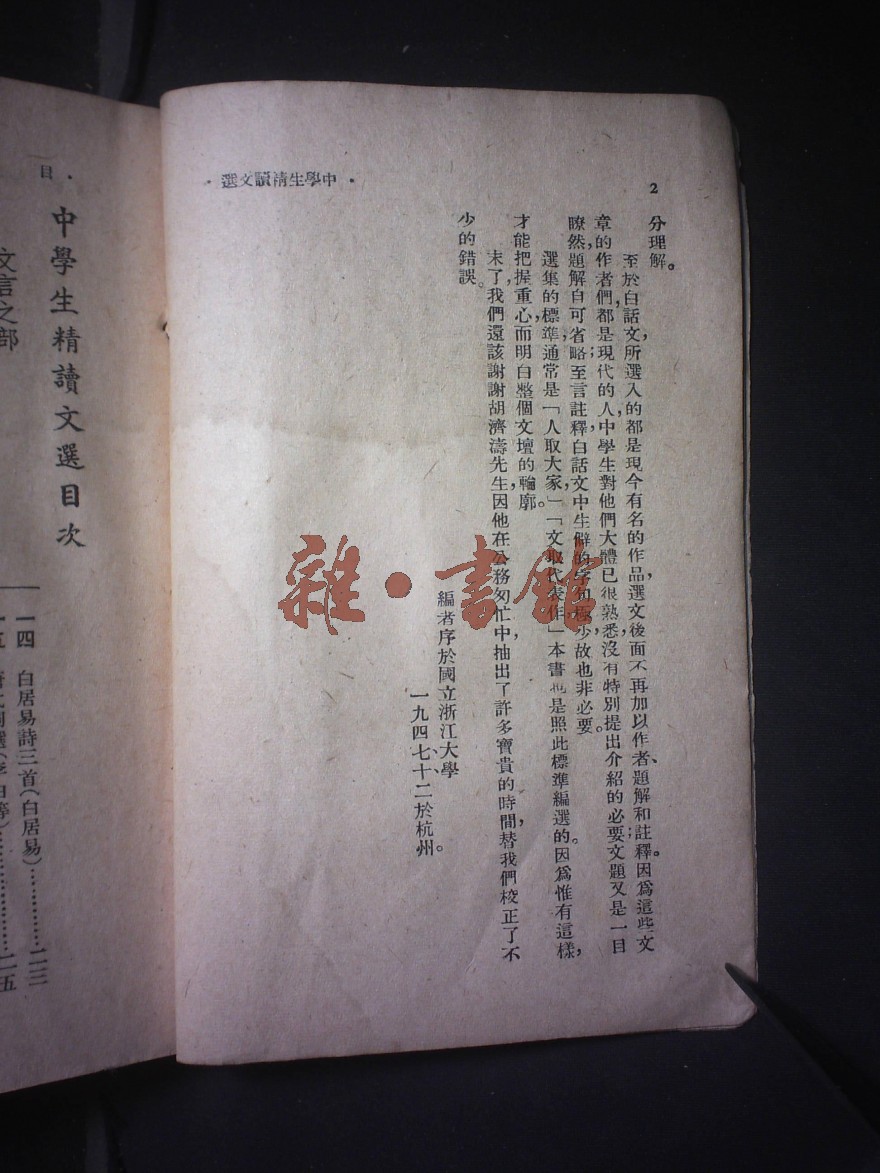 2
·中學生精讀文選·
分理解。
至於白話文,所選入的都是現今有名的作品,選文後面不再加以作者、題解和註釋。因爲這些文
章的作者們,都是現代的人,中學生對他們大體已很熟悉,沒有特別提出介紹的必要;文題又是一目
瞭然,題解自可省略;至言註釋,白話文中生僻的字句極少,故也非必要。
選集的標準,通常是「人取大家」「文取代表作」本書也是照此標準編選的。因爲惟有這樣,
才能把握重心,而明白整個文壇的輪廓。
末了,我們還該謝謝胡濟濤先生,因他在公務匆忙中,抽出了許多寶貴的時間,替我們校正了不
少的錯誤。
編者序於國立浙江大學
一九四七、十二、於杭州。
雜·書館
·目
中學生精讀文選目次
文言之部
一四 白居易詩三首(白居易)…………二三